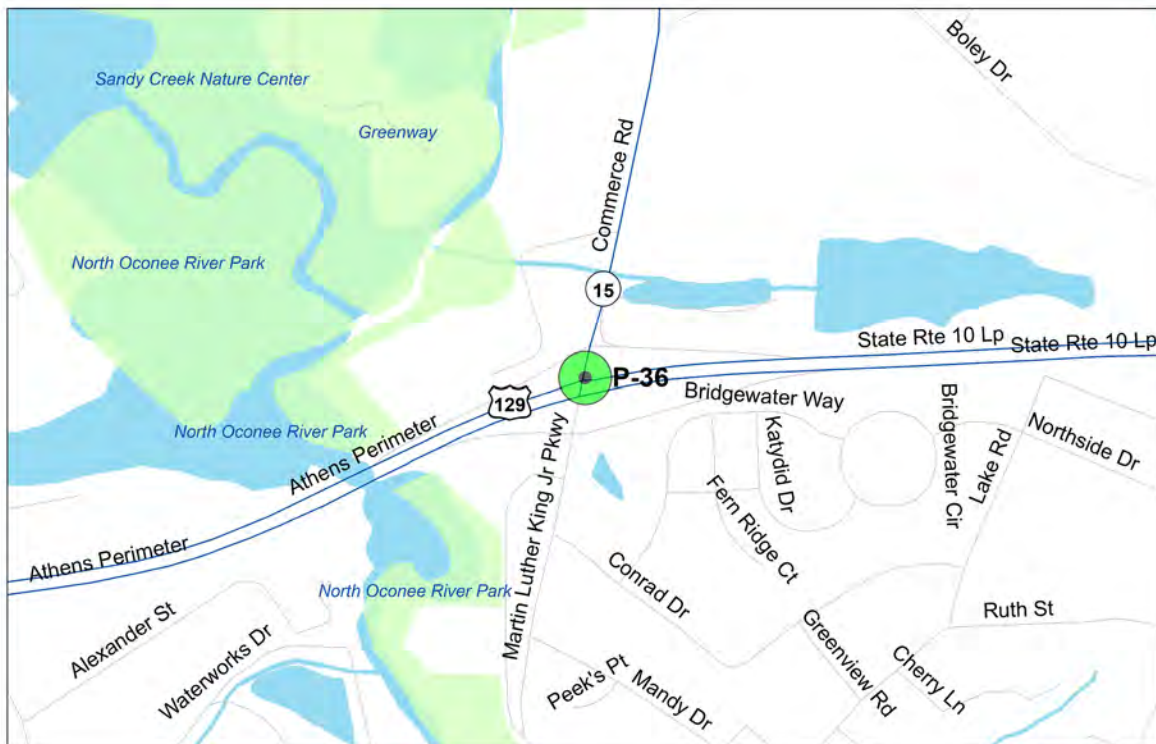 Boley Dr
Sandy Creek Nature Center
Greenway
Commerce Rd
North Oconee River Park
15
State Rte 10 Lp
State Rte 10 Lp
P-36
129
Bridgewater Way
North Oconee River Park
Athens Perimeter
Katydid Dr
Bridgewater Cir
Lake Rd
Northside Dr
Martin Luther King Jr Pkwy
Fern Ridge Ct
Athens Perimeter
North Oconee River Park
Conrad Dr
Alexander St
Waterworks Dr
Ruth St
Greenview Rd
Cherry Ln
Peek's Pt
Mandy Dr